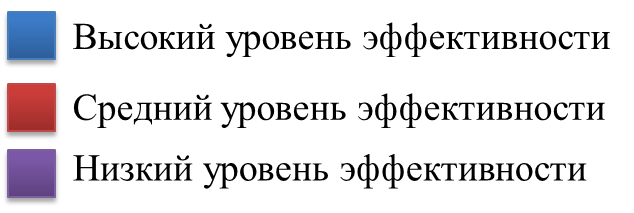 Высокий уровень эффективности
Средний уровень эффективности
Низкий уровень эффективности